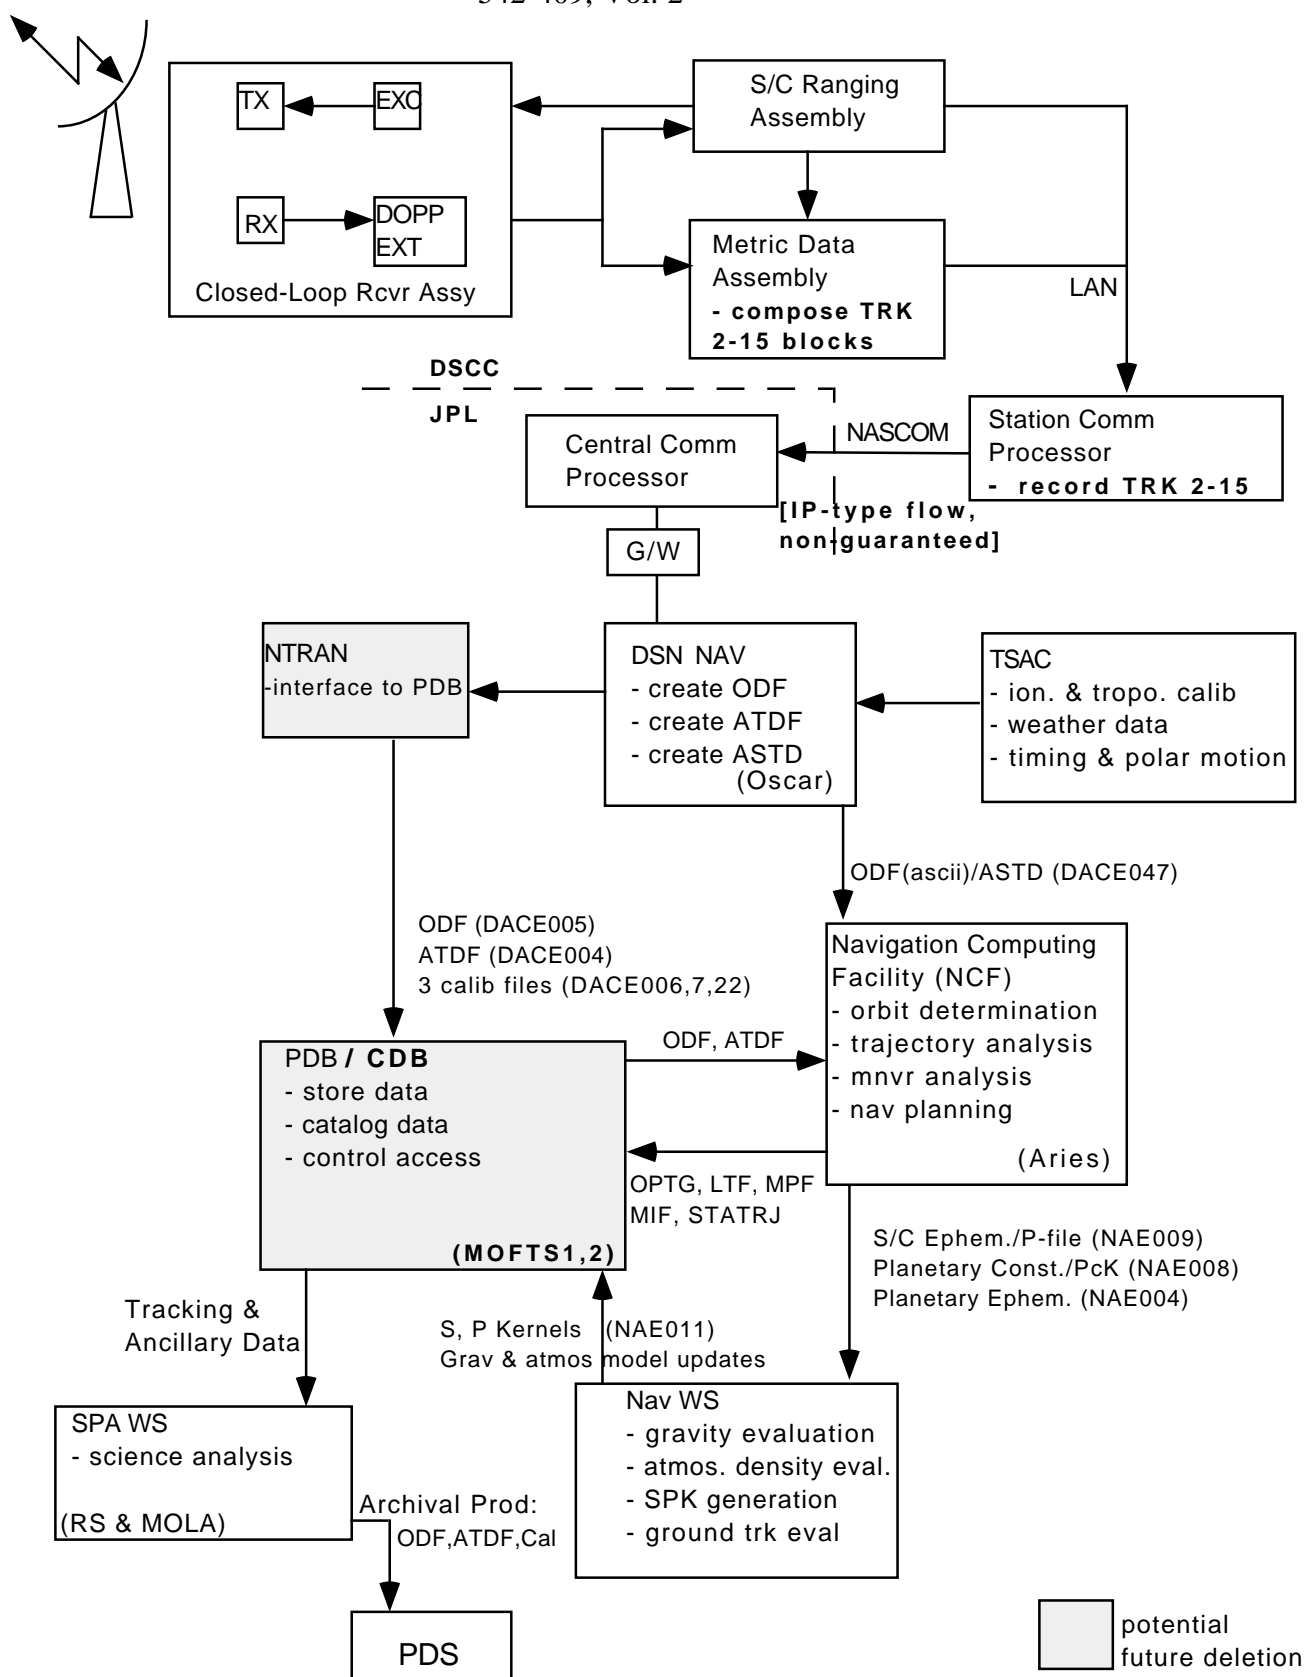 TX
EXC
S/C Ranging
Assembly
RX
DOPP
EXT
Closed-Loop Rcvr Assy
Metric Data
Assembly
- compose TRK
2-15 blocks
LAN
DSCC
JPL
Central Comm
Processor
NASCOM
Station Comm
Processor
- record TRK 2-15
[IP-type flow,
non-guaranteed]
G/W
NTRAN
-interface to PDB
DSN NAV
- create ODF
- create ATDF
- create ASTD
(Oscar)
TSAC
- ion. & tropo. calib
- weather data
- timing & polar motion
ODF(ascii)/ASTD (DACE047)
ODF (DACE005)
ATDF (DACE004)
3 calib files (DACE006,7,22)
Navigation Computing
Facility (NCF)
- orbit determination
- trajectory analysis
- mnvr analysis
- nav planning
(Aries)
PDB / CDB
- store data
- catalog data
- control access
(MOFTS1,2)
ODF, ATDF
OPTG, LTF, MPF
MIF, STATRJ
S/C Ephem./P-file (NAE009)
Planetary Const./PcK (NAE008)
Planetary Ephem. (NAE004)
Tracking &
Ancillary Data
S, P Kernels (NAE011)
Grav & atmos model updates
SPA WS
- science analysis
(RS & MOLA)
Nav WS
- gravity evaluation
- atmos. density eval.
- SPK generation
- ground trk eval
Archival Prod:
ODF,ATDF,Cal
PDS
potential
future deletion